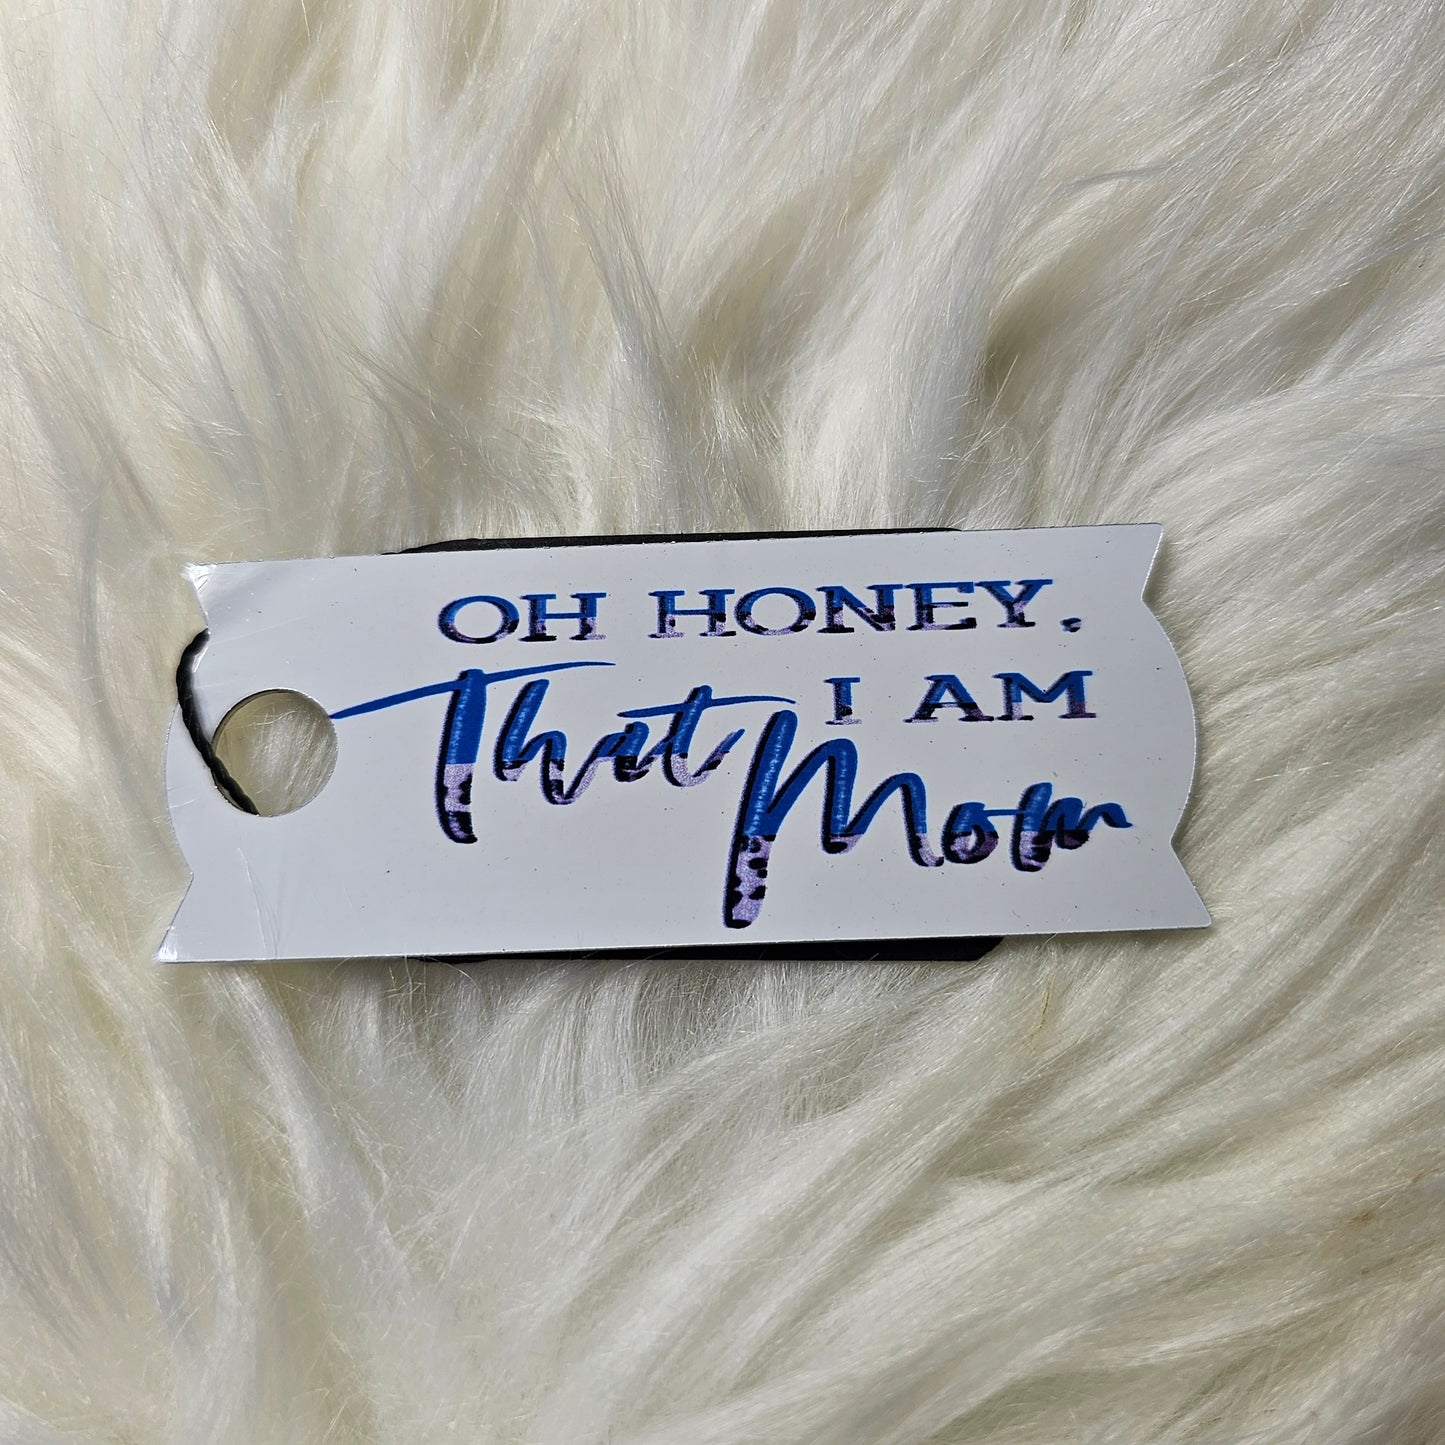 OH HONEY,
I AM
That Mom